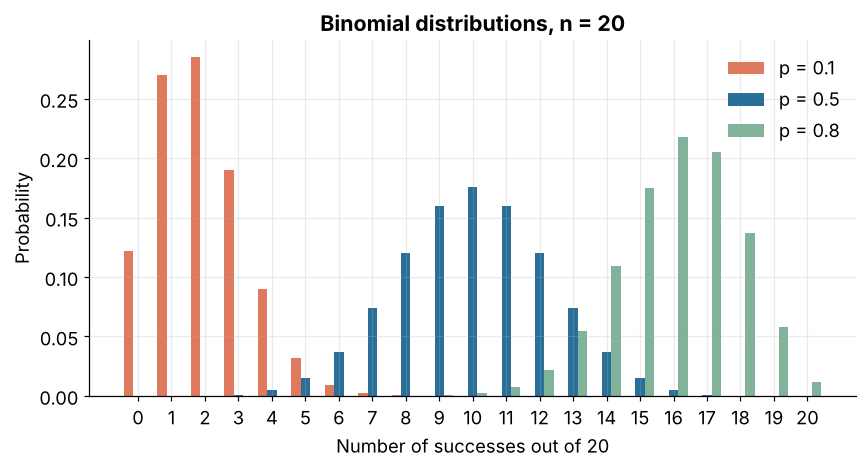 Binomial distributions, n = 20
p = 0.1
p = 0.5
p = 0.8
Probability
0.25
0.20
0.15
0.10
0.05
0.00
0 1 2 3 4 5 6 7 8 9 10 11 12 13 14 15 16 17 18 19 20
Number of successes out of 20